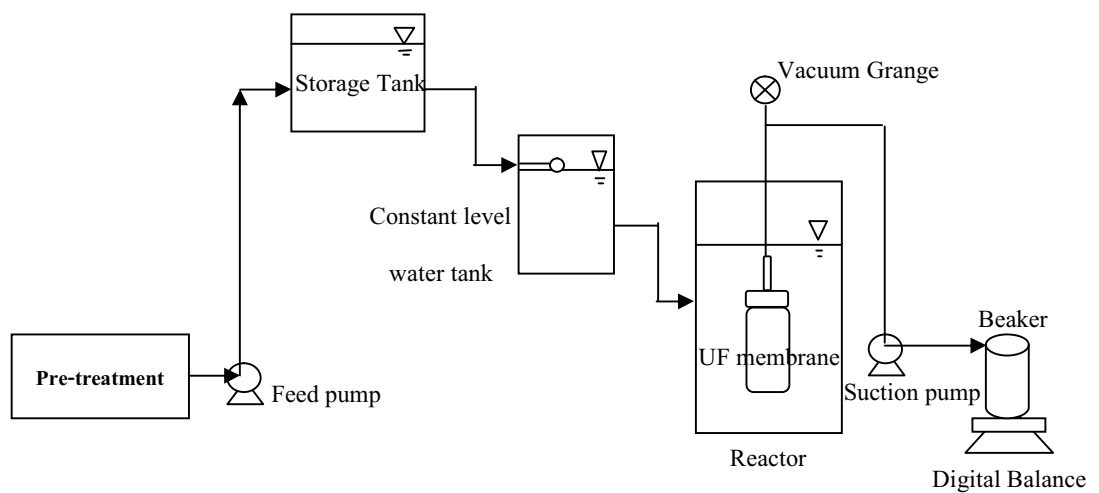 Storage Tank
Vacuum Grange
Constant level
water tank
Pre-treatment
Feed pump
UF membrane
Reactor
Suction pump
Beaker
Digital Balance